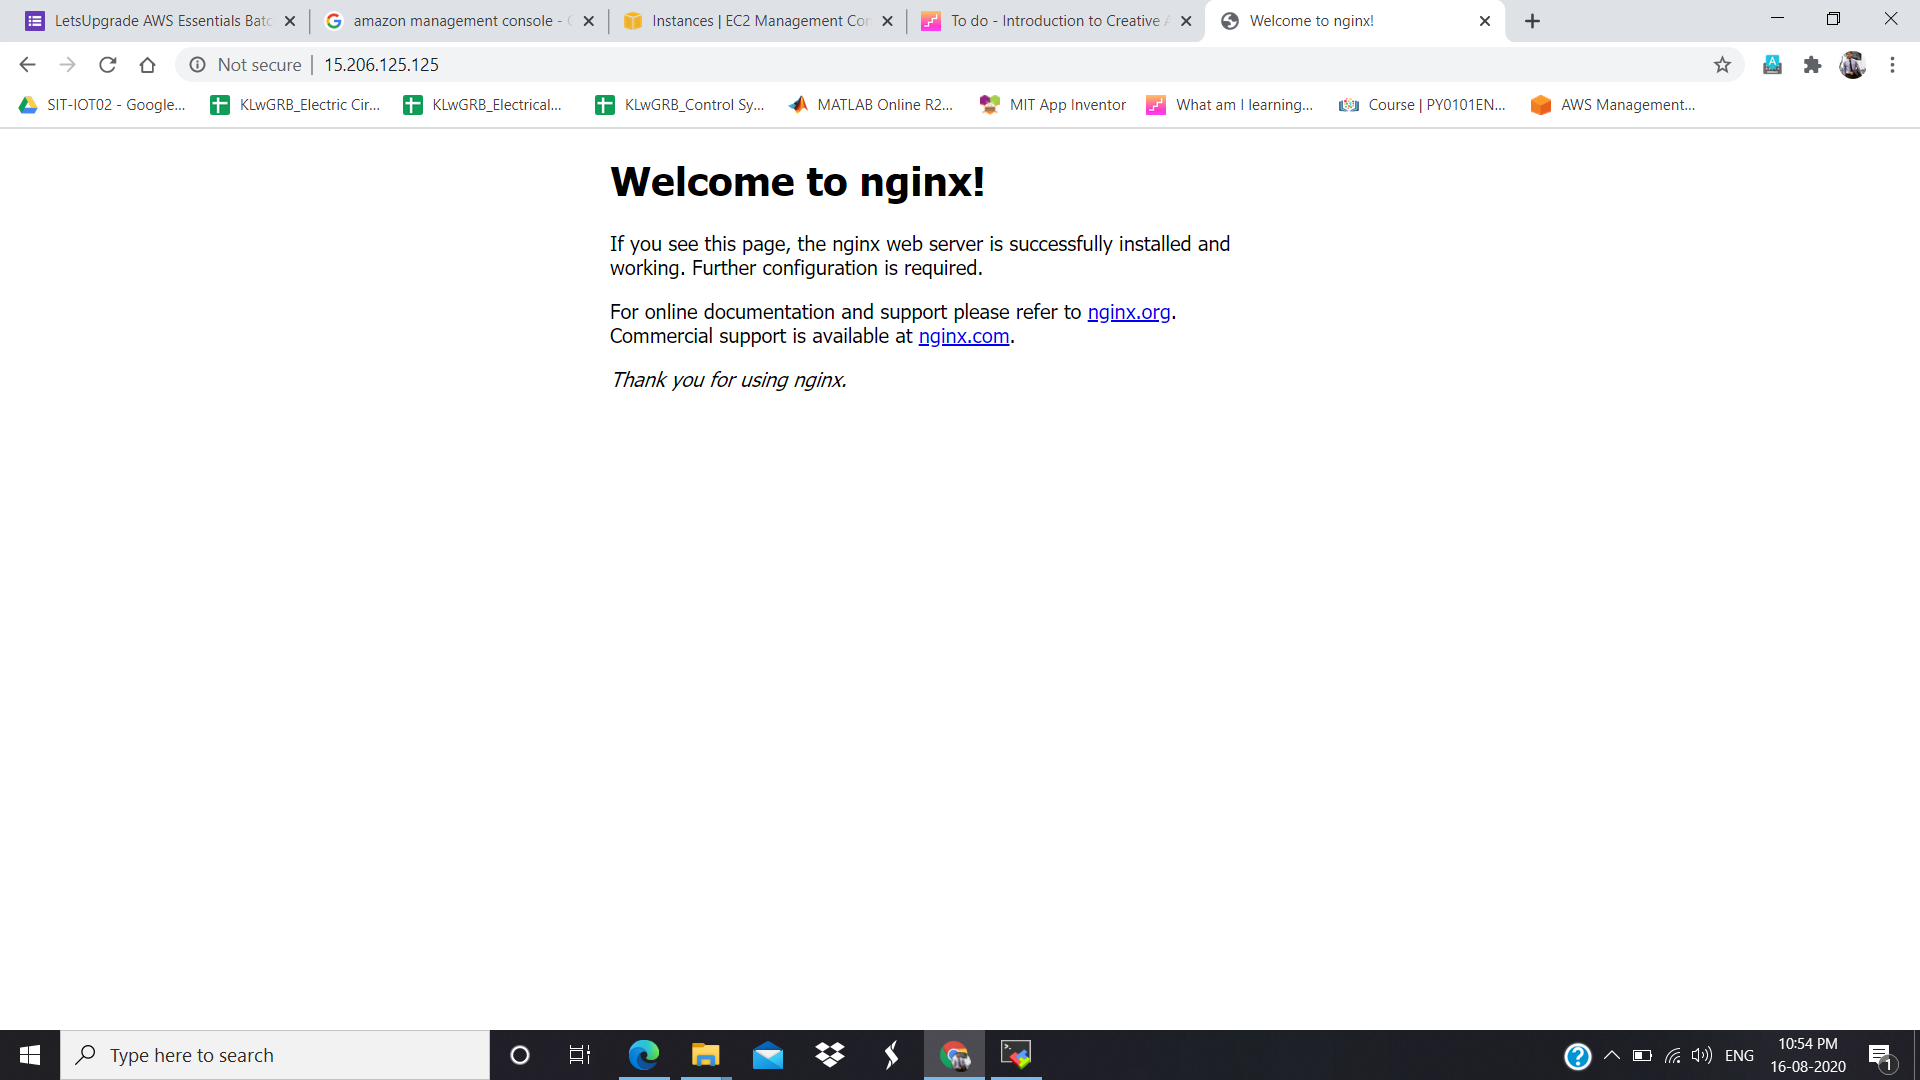 LetsUpgrade AWS Essentials Batc
amazon management console - G
Instances | EC2 Management Con
To do - Introduction to Creative A
Welcome to nginx!
Not secure
15.206.125.125
SIT-IOT02 - Google...
KLwGRB_Electric Cir...
KLwGRB_Electrical...
KLwGRB_Control Sy...
MATLAB Online R2...
MIT App Inventor
What am I learning...
Course | PY0101EN...
AWS Management...
Welcome to nginx!
If you see this page, the nginx web server is successfully installed and
working. Further configuration is required.
For online documentation and support please refer to nginx.org.
Commercial support is available at nginx.com.
Thank you for using nginx.
Type here to search
ENG
10:54 PM
16-08-2020
1